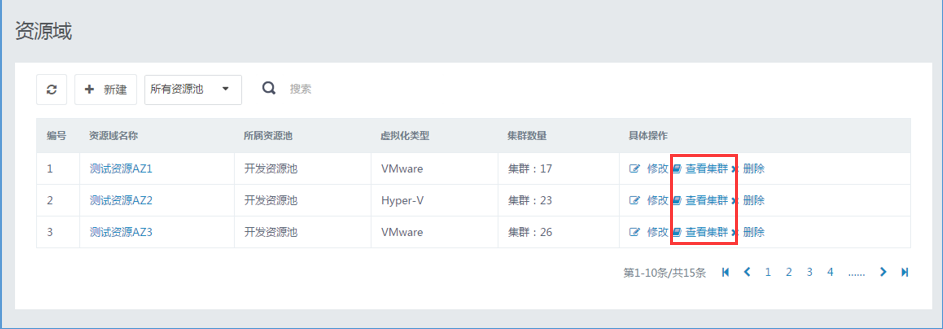 资源域
新建 所有资源池 搜索
编号 资源域名称 所属资源池 虚拟化类型 集群数量 具体操作
1 测试资源AZ1 开发资源池 VMware 集群：17 修改 查看集群 删除
2 测试资源AZ2 开发资源池 Hyper-V 集群：23 修改 查看集群 删除
3 测试资源AZ3 开发资源池 VMware 集群：26 修改 查看集群 删除
第1-10条/共15条 1 2 3 4 ......